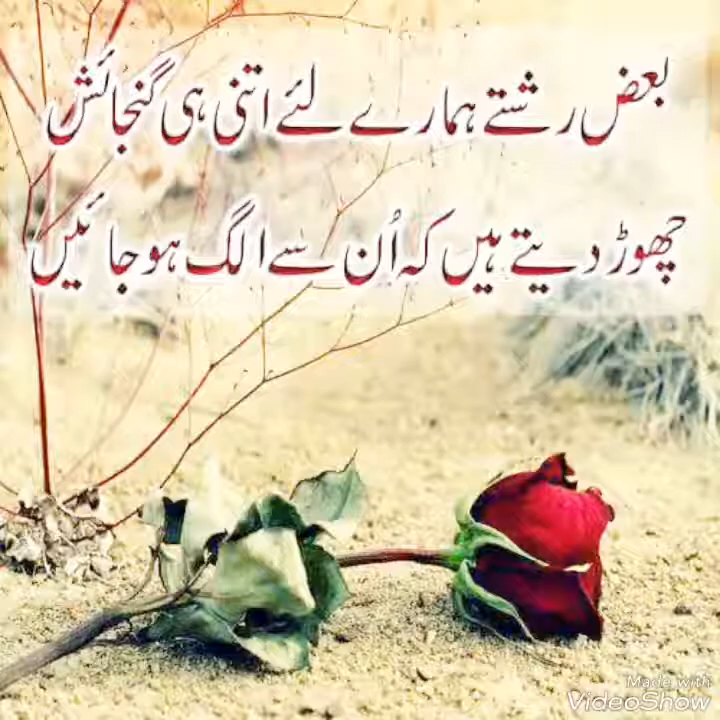 بعض رشتے ہمارے لئے اتنی ہی گنجائش
چھوڑ دیتے ہیں کہ اُن سے الگ ہو جائیں
Made with
VideoShow